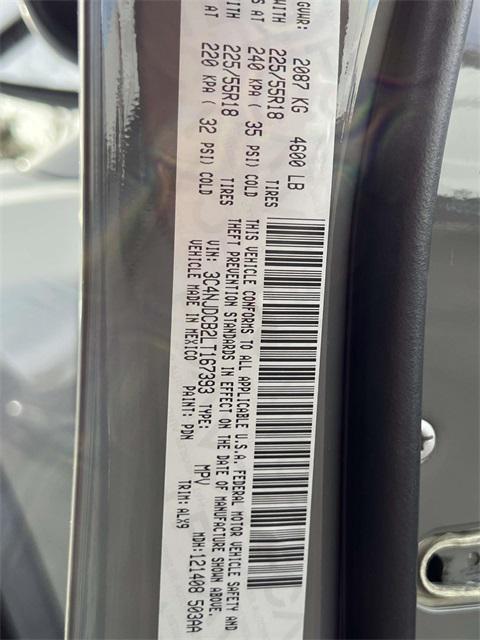 GVWR: 2087 KG 4600 LB
WITH 225/55R18 TIRES
S AT 240 KPA ( 35 PSI) COLD
WITH 225/55R18 TIRES
AT 220 KPA ( 32 PSI) COLD
THIS VEHICLE CONFORMS TO ALL APPLICABLE U.S.A. FEDERAL MOTOR VEHICLE SAFETY AND
THEFT PREVENTION STANDARDS IN EFFECT ON THE DATE OF MANUFACTURE SHOWN ABOVE.
VIN: 3C4NJDCB2LT167393 TYPE: MPV
VEHICLE MADE IN MEXICO PAINT: PDN TRIM: ALX9 MDH:121408 503AA